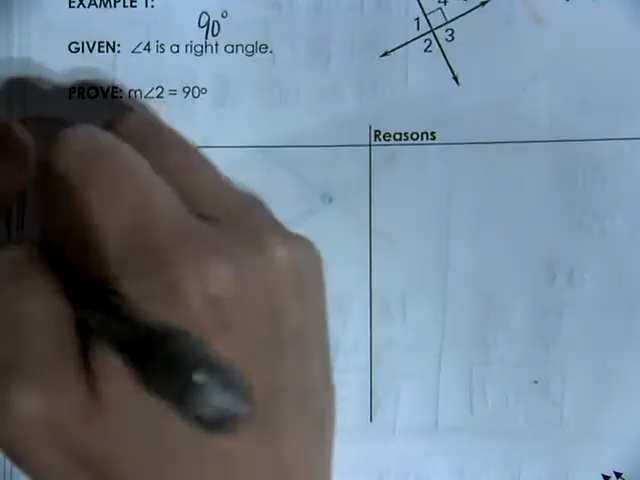 EXAMPLE 1:
90°
GIVEN: ∠4 is a right angle.
PROVE: m∠2 = 90°
4
1
3
2
Reasons